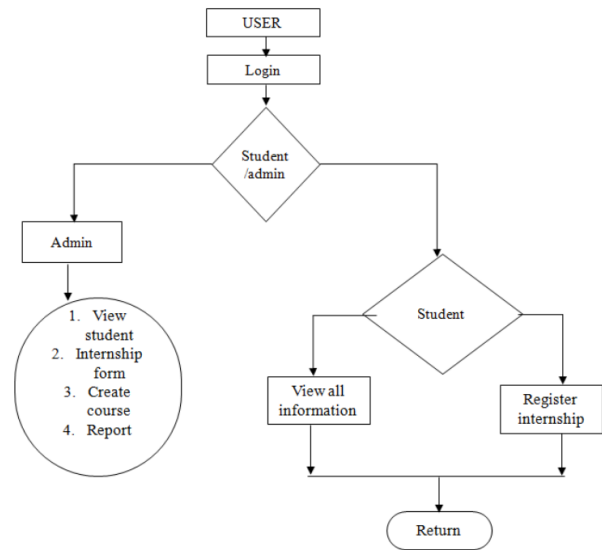 USER
Login
Student
/admin
Admin
1. View
student
2. Internship
form
3. Create
course
4. Report
Student
View all
information
Register
internship
Return